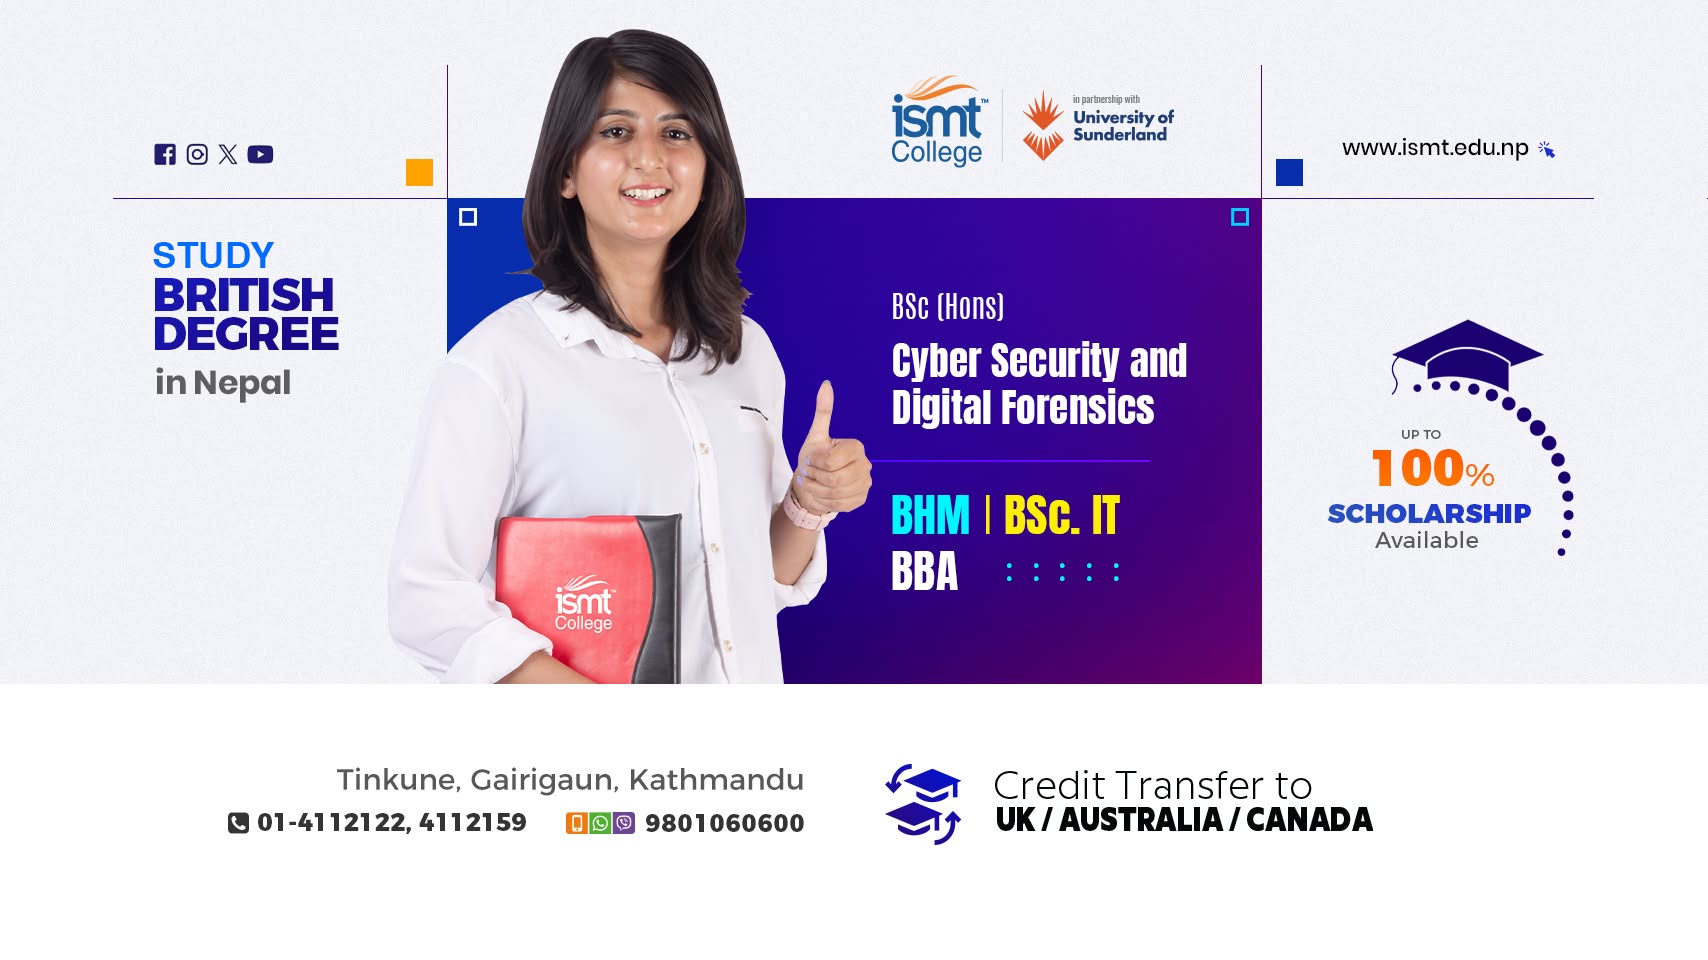 ismt™
College
in partnership with
University of
Sunderland
www.ismt.edu.np
STUDY
BRITISH
DEGREE
in Nepal
BSc (Hons)
Cyber Security and
Digital Forensics
BHM | BSc. IT
BBA
UP TO
100%
SCHOLARSHIP
Available
ismt™
College
Tinkune, Gairigaun, Kathmandu
01-4112122, 4112159
9801060600
Credit Transfer to
UK / AUSTRALIA / CANADA